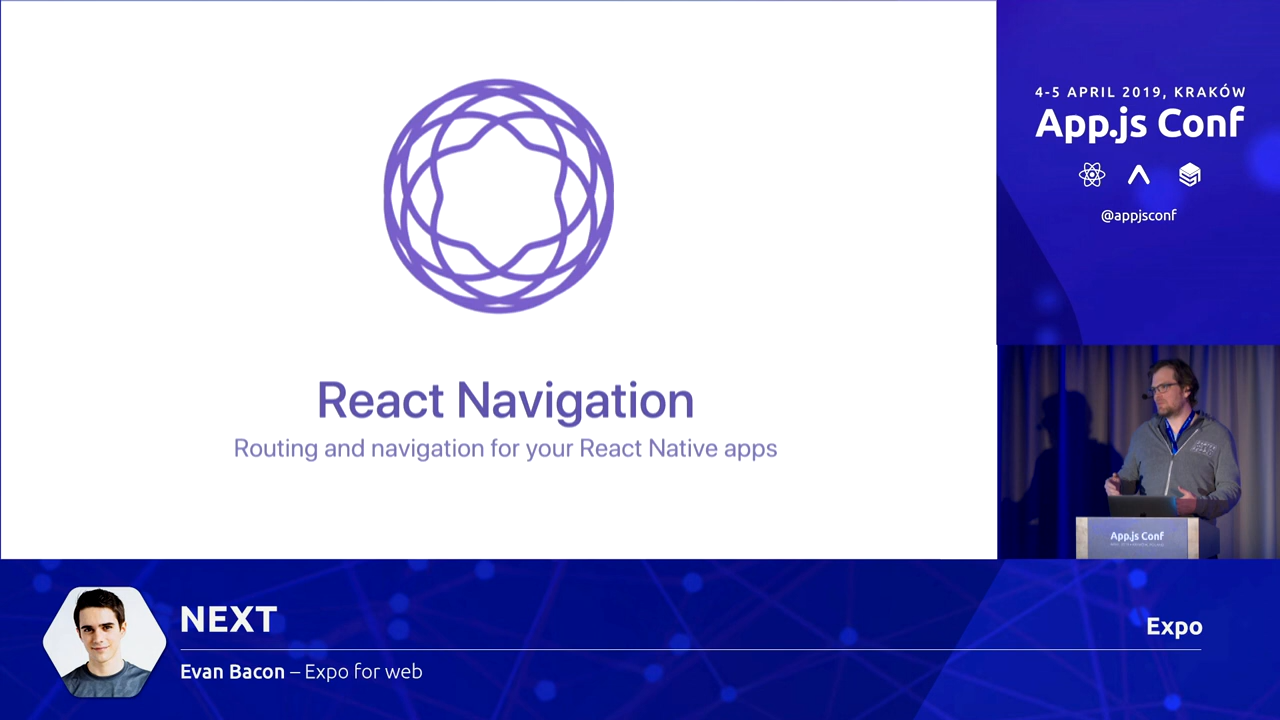 React Navigation
Routing and navigation for your React Native apps
4-5 APRIL 2019, KRAKÓW
App.js Conf
@appjsconf
App.js Conf
NEXT
Evan Bacon – Expo for web
Expo